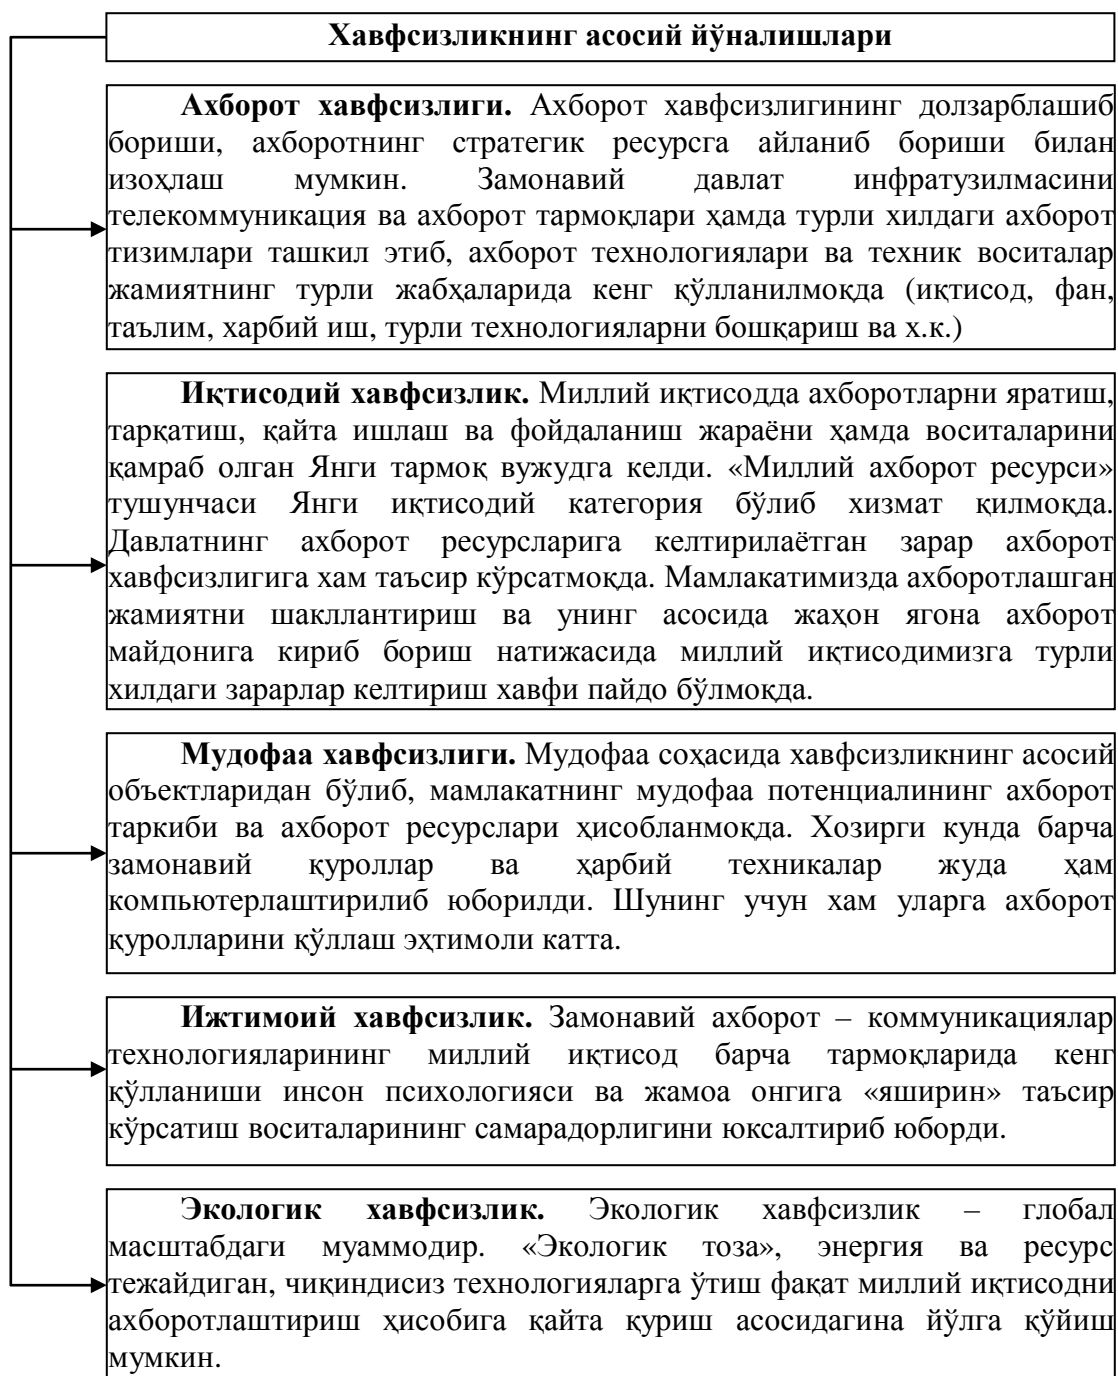 Хавфсизликнинг асосий йўналишлари
Ахборот хавфсизлиги. Ахборот хавфсизлигининг долзарблашиб
бориши, ахборотнинг стратегик ресурсга айланиб бориши билан
изоҳлаш мумкин. Замонавий давлат инфратузилмасини
телекоммуникация ва ахборот тармоқлари ҳамда турли хилдаги ахборот
тизимлари ташкил этиб, ахборот технологиялари ва техник воситалар
жамиятнинг турли жабҳаларида кенг қўлланилмоқда (иқтисод, фан,
таълим, харбий иш, турли технологияларни бошқариш ва х.к.)
Иқтисодий хавфсизлик. Миллий иқтисодда ахборотларни яратиш,
тарқатиш, қайта ишлаш ва фойдаланиш жараёни ҳамда воситаларини
қамраб олган Янги тармоқ вужудга келди. «Миллий ахборот ресурси»
тушунчаси Янги иқтисодий категория бўлиб хизмат қилмоқда.
Давлатнинг ахборот ресурсларига келтирилаётган зарар ахборот
хавфсизлигига хам таъсир кўрсатмоқда. Мамлакатимизда ахборотлашган
жамиятни шакллантириш ва унинг асосида жаҳон ягона ахборот
майдонига кириб бориш натижасида миллий иқтисодимизга турли
хилдаги зарарлар келтириш хавфи пайдо бўлмоқда.
Мудофаа хавфсизлиги. Мудофаа соҳасида хавфсизликнинг асосий
объектларидан бўлиб, мамлакатнинг мудофаа потенциалининг ахборот
таркиби ва ахборот ресурслари ҳисобланмоқда. Хозирги кунда барча
замонавий қуроллар ва ҳарбий техникалар жуда ҳам
компьютерлаштирилиб юборилди. Шунинг учун хам уларга ахборот
қуролларини қўллаш эҳтимоли катта.
Ижтимоий хавфсизлик. Замонавий ахборот – коммуникациялар
технологияларининг миллий иқтисод барча тармоқларида кенг
қўлланиши инсон психологияси ва жамоа онгига «яширин» таъсир
кўрсатиш воситаларининг самарадорлигини юксалтириб юборди.
Экологик хавфсизлик. Экологик хавфсизлик – глобал
масштабдаги муаммодир. «Экологик тоза», энергия ва ресурс
тежайдиган, чиқиндисиз технологияларга ўтиш фақат миллий иқтисодни
ахборотлаштириш ҳисобига қайта қуриш асосидагина йўлга қўйиш
мумкин.